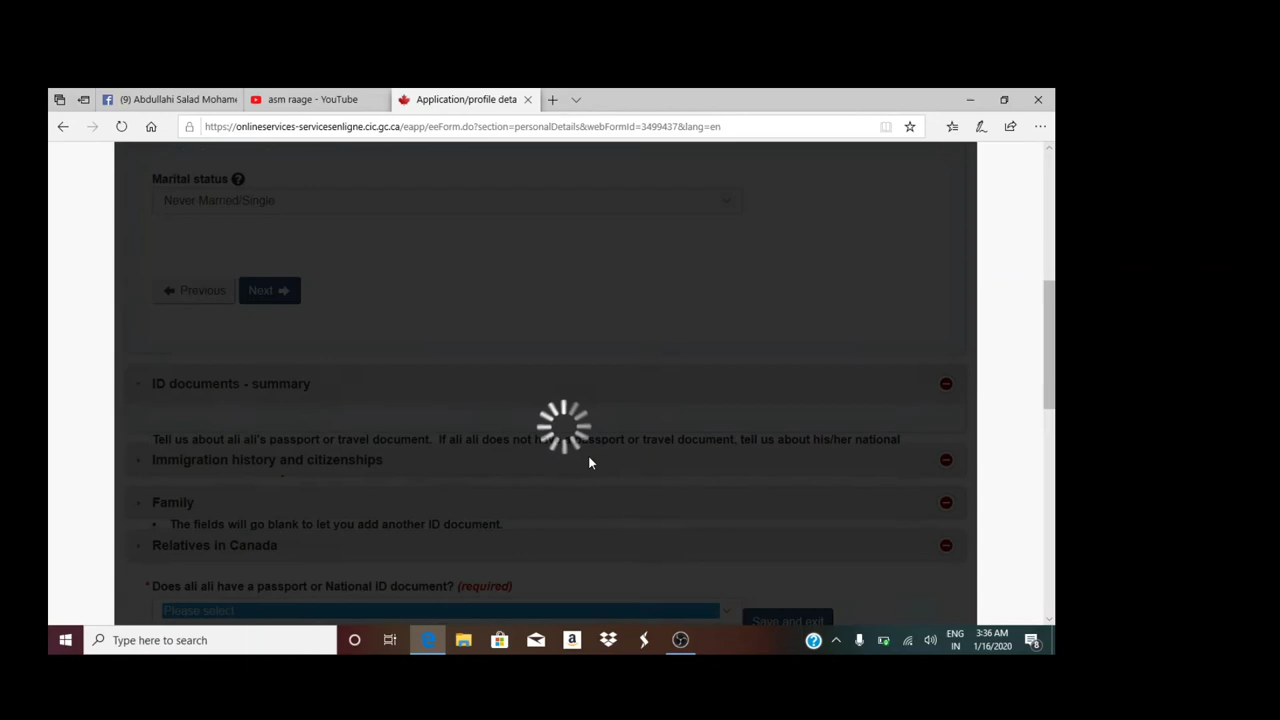 (9) Abdullahi Salad Mohame
asm raage - YouTube
Application/profile deta
https://onlineservices-servicesenligne.cic.gc.ca/eapp/eeForm.do?section=personalDetails&webFormId=3499437&lang=en
Marital status
Never Married/Single
Previous
Next
ID documents - summary
Tell us about ali ali's passport or travel document. If ali ali does not passport or travel document, tell us about his/her national
Immigration history and citizenships
Family
The fields will go blank to let you add another ID document.
Relatives in Canada
* Does ali ali have a passport or National ID document? (required)
Please select
Save and exit
Type here to search
ENG
IN
3:36 AM
1/16/2020
8